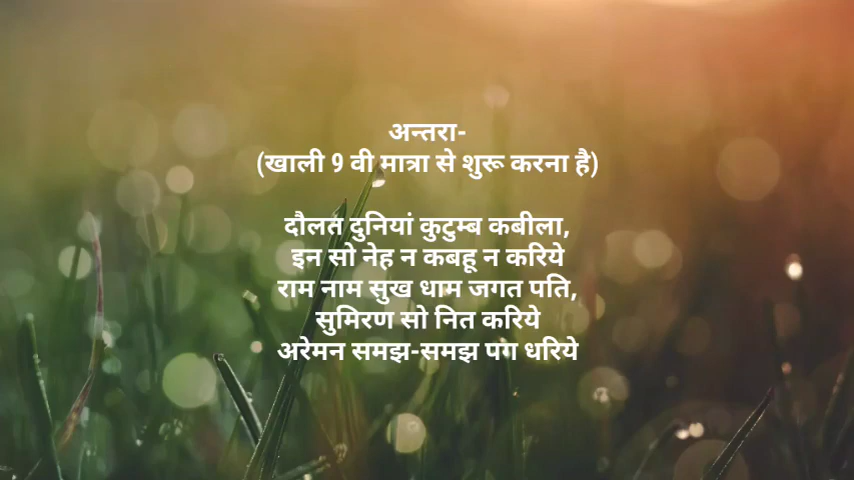 अन्तरा-
(खाली 9 वी मात्रा से शुरू करना है)
दौलत दुनियां कुटुम्ब कबीला,
इन सो नेह न कबहू न करिये
राम नाम सुख धाम जगत पति,
सुमिरण सो नित करिये
अरेमन समझ-समझ पग धरिये